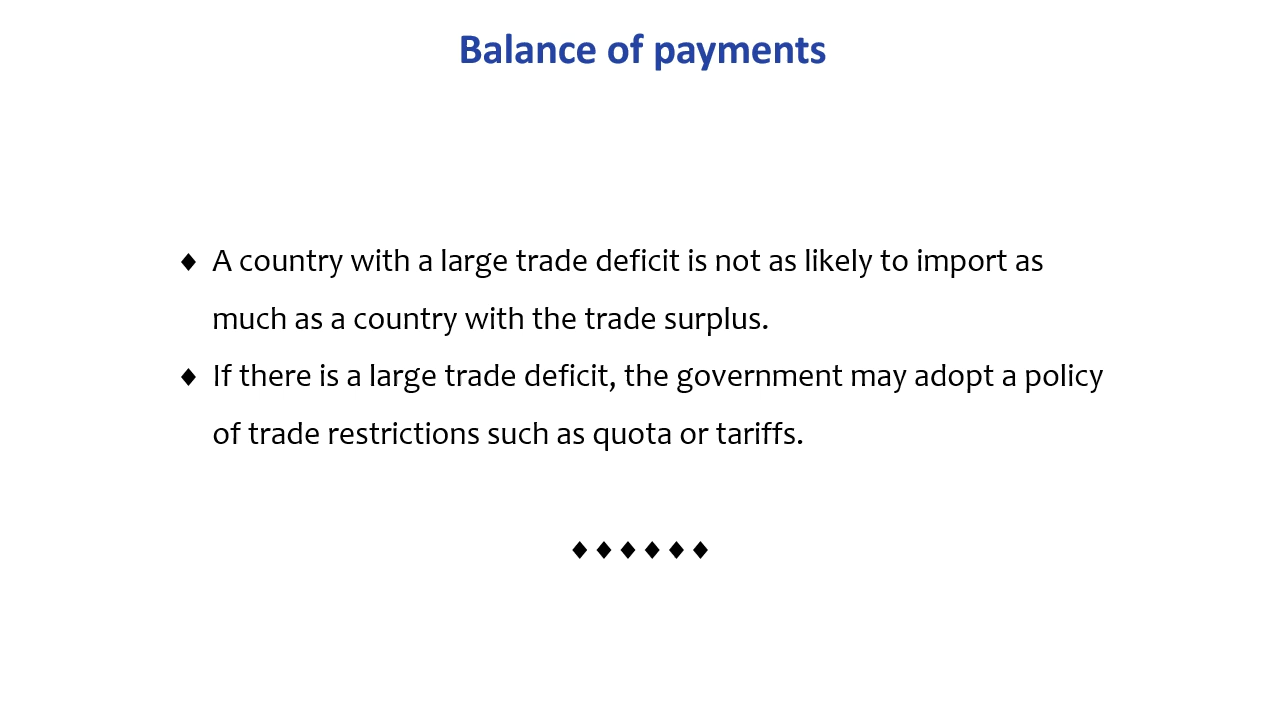 Balance of payments
♦ A country with a large trade deficit is not as likely to import as
much as a country with the trade surplus.
♦ If there is a large trade deficit, the government may adopt a policy
of trade restrictions such as quota or tariffs.
♦ ♦ ♦ ♦ ♦ ♦